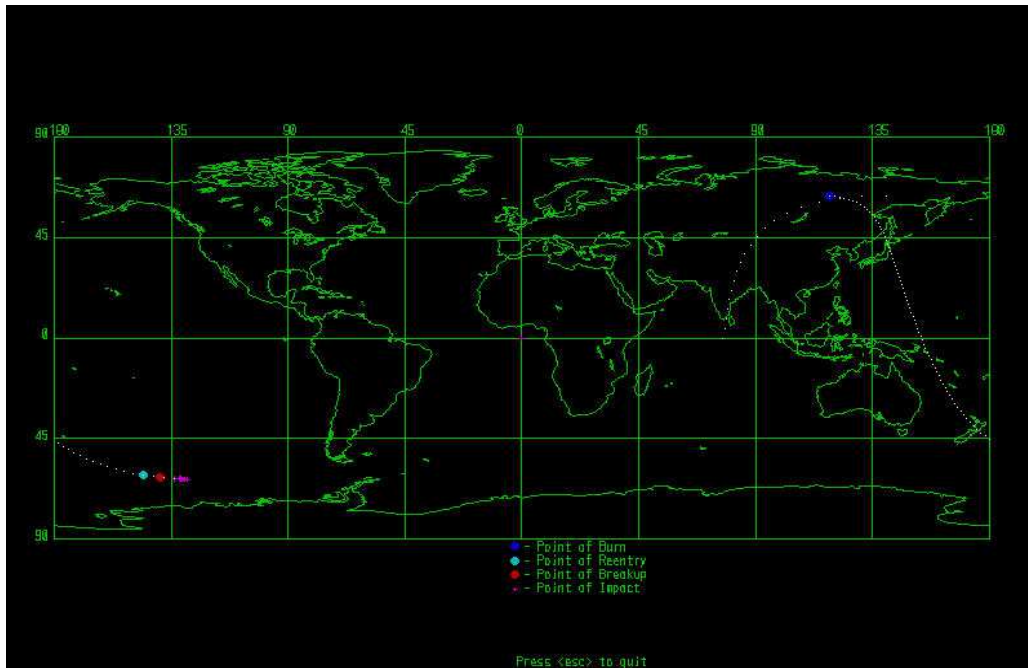 90 180 135 90 45 0 45 90 135 180
45
0
45
90
- Point of Burn
- Point of Reentry
- Point of Breakup
- Point of Impact
Press <esc> to quit